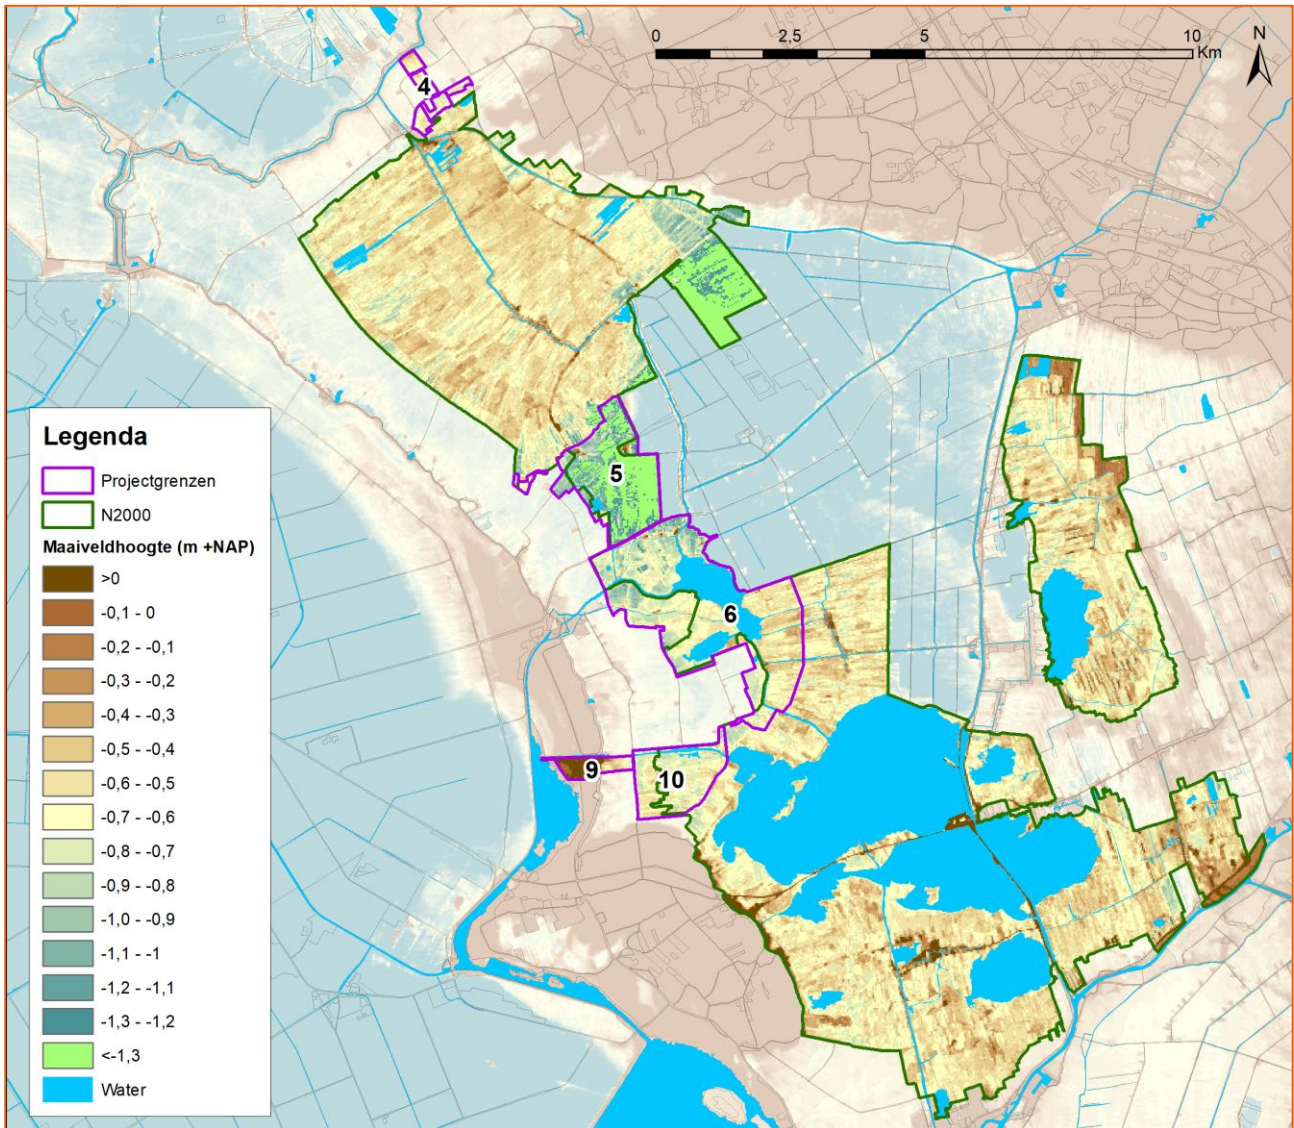 0 2,5 5 10
Km
N
4
5
6
9
10
Legenda
Projectgrenzen
N2000
Maaiveldhoogte (m +NAP)
>0
-0,1 - 0
-0,2 - -0,1
-0,3 - -0,2
-0,4 - -0,3
-0,5 - -0,4
-0,6 - -0,5
-0,7 - -0,6
-0,8 - -0,7
-0,9 - -0,8
-1,0 - -0,9
-1,1 - -1
-1,2 - -1,1
-1,3 - -1,2
<-1,3
Water